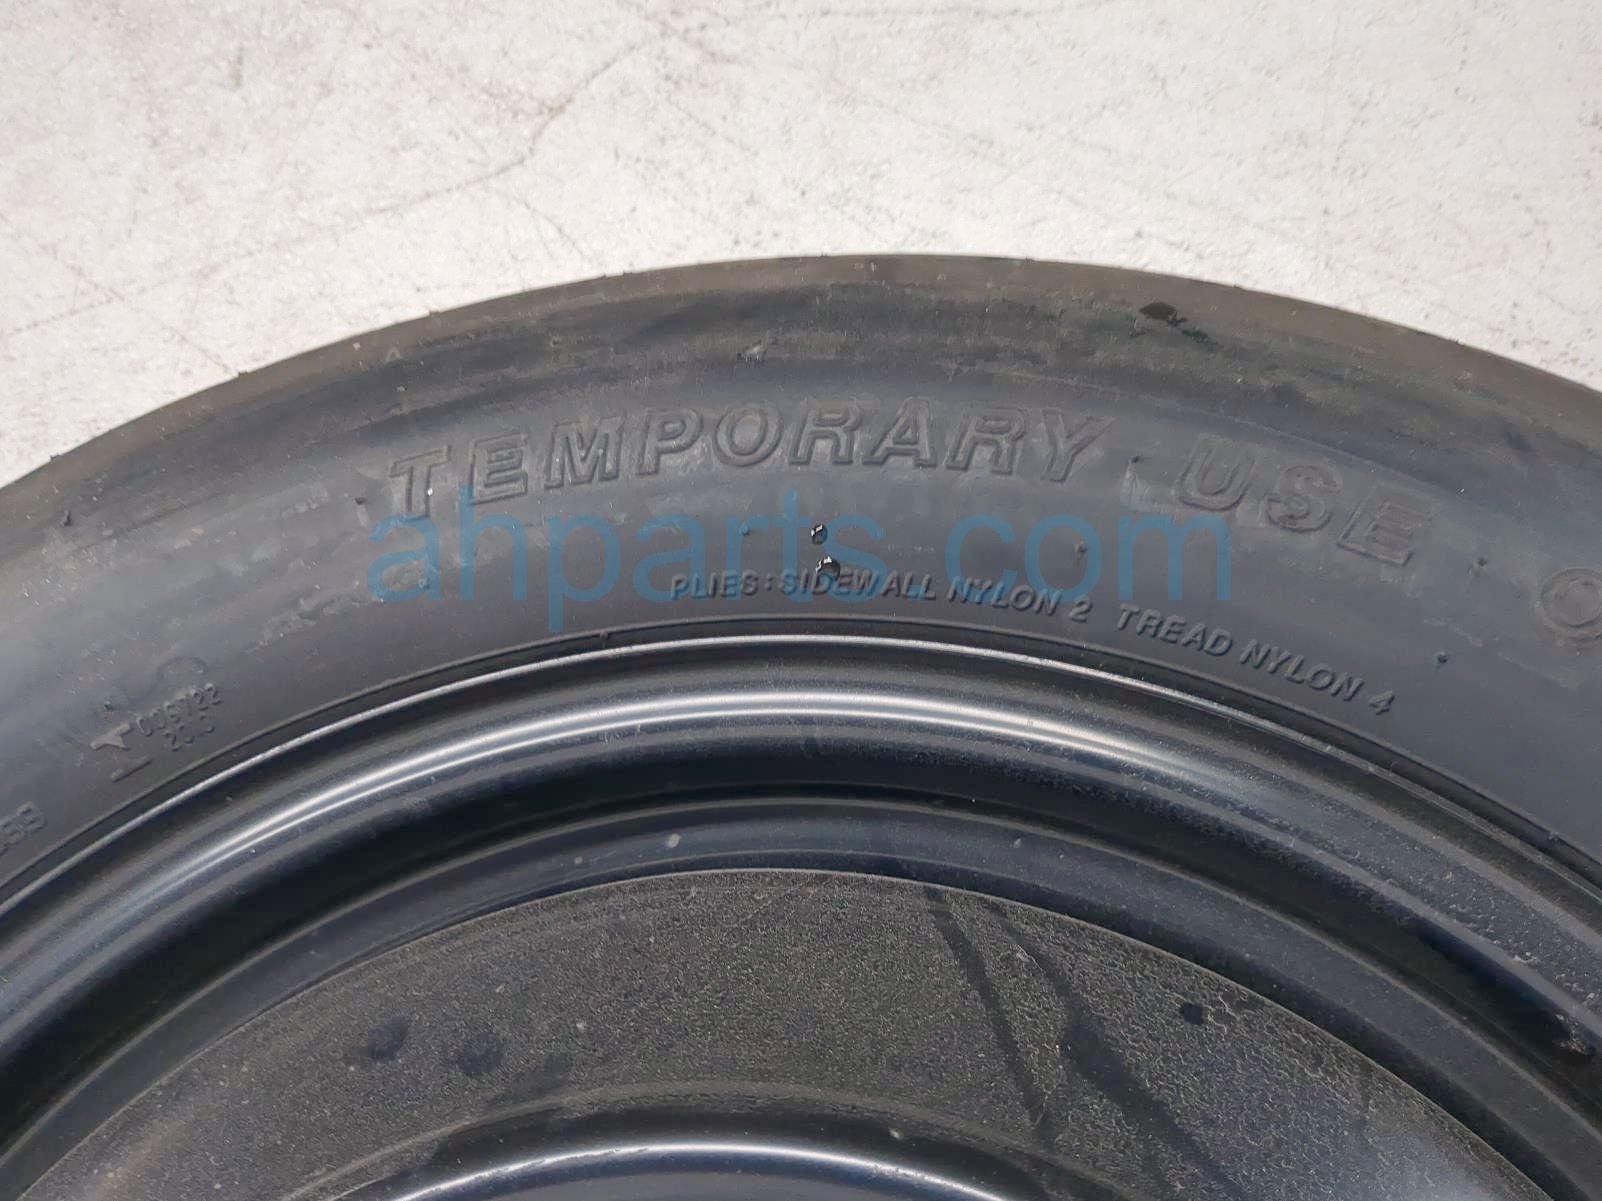 TEMPORARY USE O
ahparts.com
PLIES: SIDEWALL NYLON 2 TREAD NYLON 4